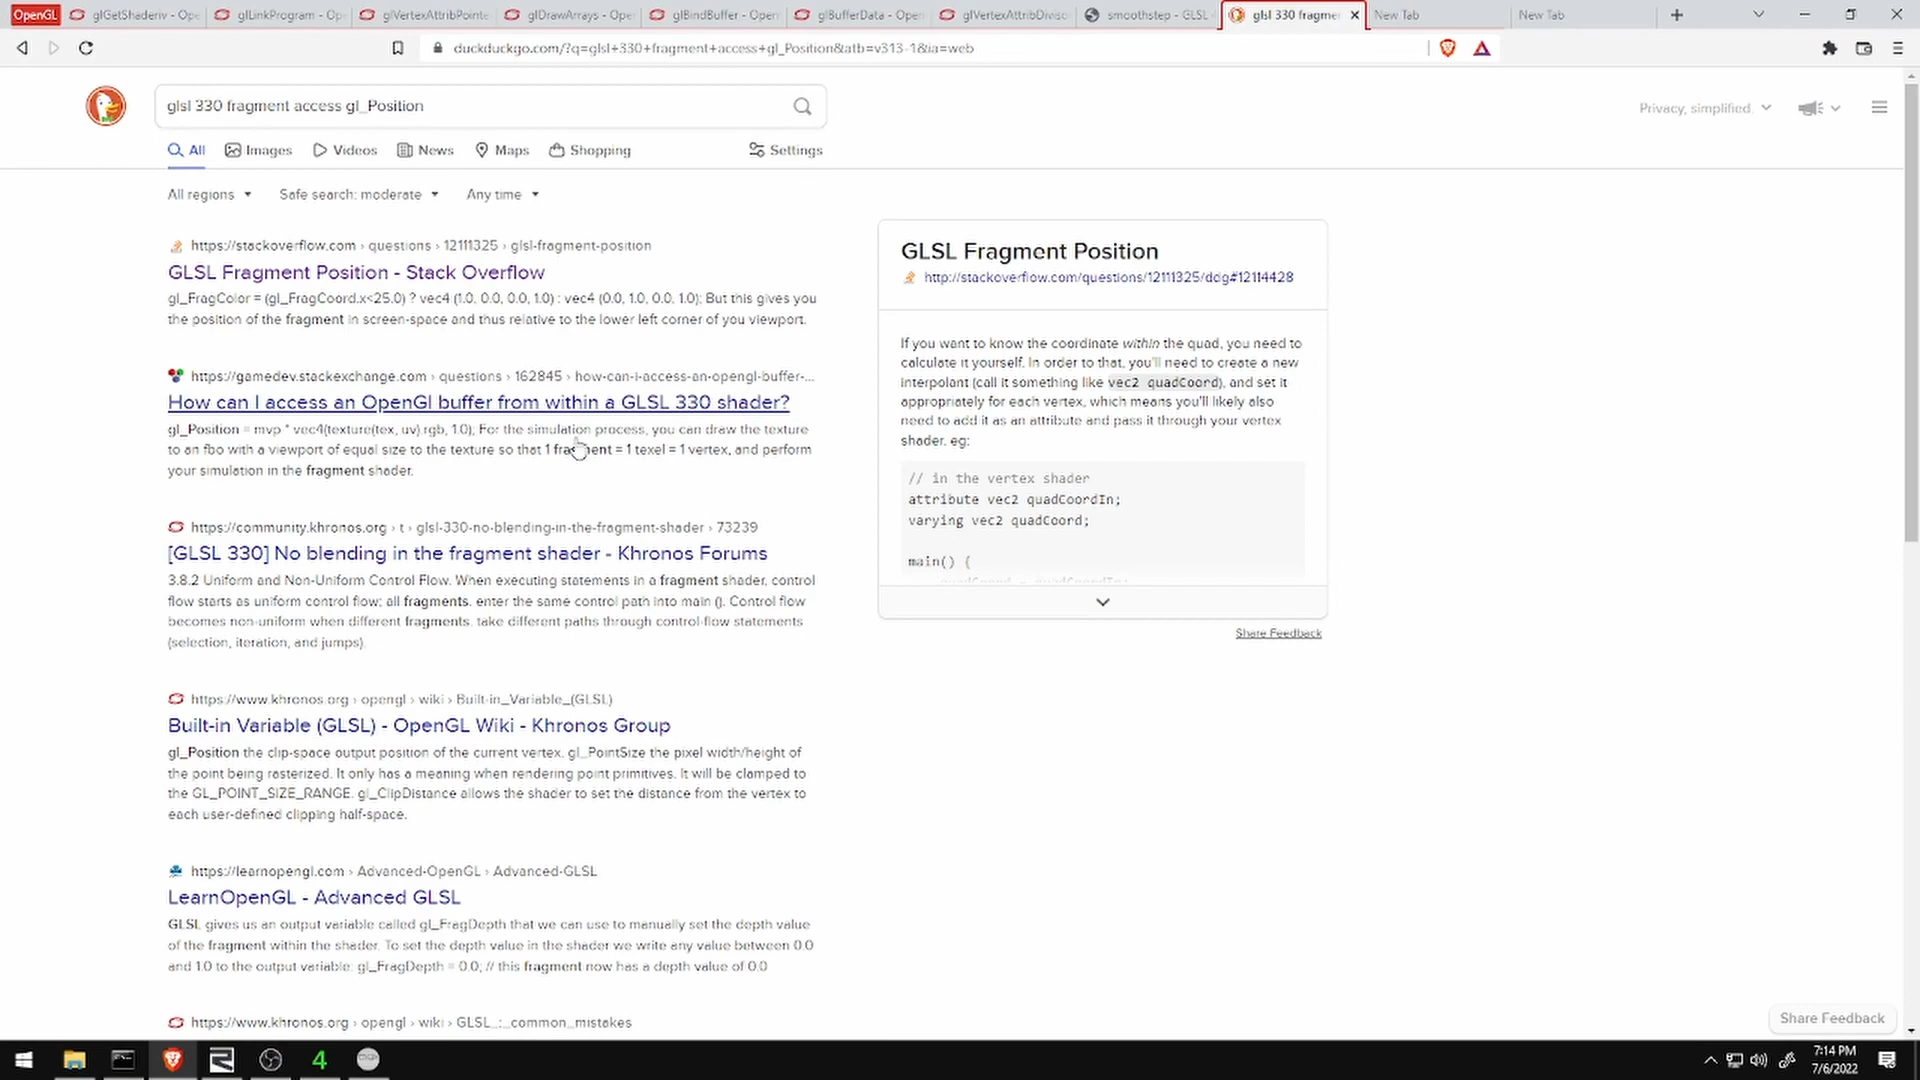 OpenGL glGetShaderiv - Ope glLinkProgram - Op glVertexAttribPointe glDrawArrays - Ope glBindBuffer - Open glBufferData - Open glVertexAttribDiviso smoothstep - GLSL glsl 330 fragme New Tab New Tab
duckduckgo.com/?q=glsl+330+fragment+access+gl_Position&atb=v313-1&ia=web
glsl 330 fragment access gl_Position
Privacy, simplified.
All Images Videos News Maps Shopping Settings
All regions Safe search: moderate Any time
https://stackoverflow.com › questions › 12111325 › glsl-fragment-position
GLSL Fragment Position - Stack Overflow
gl_FragColor = (gl_FragCoord.x<25.0) ? vec4 (1.0, 0.0, 0.0, 1.0) : vec4 (0.0, 1.0, 0.0, 1.0); But this gives you
the position of the fragment in screen-space and thus relative to the lower left corner of you viewport.
https://gamedev.stackexchange.com › questions › 162845 › how-can-i-access-an-opengl-buffer-...
How can I access an OpenGl buffer from within a GLSL 330 shader?
gl_Position = mvp * vec4(texture(tex, uv).rgb, 1.0); For the simulation process, you can draw the texture
to an fbo with a viewport of equal size to the texture so that 1 fragment = 1 texel = 1 vertex, and perform
your simulation in the fragment shader.
https://community.khronos.org › t › glsl-330-no-blending-in-the-fragment-shader › 73239
[GLSL 330] No blending in the fragment shader - Khronos Forums
3.8.2 Uniform and Non-Uniform Control Flow. When executing statements in a fragment shader, control
flow starts as uniform control flow; all fragments. enter the same control path into main (). Control flow
becomes non-uniform when different fragments. take different paths through control-flow statements
(selection, iteration, and jumps).
https://www.khronos.org › opengl › wiki › Built-in_Variable_(GLSL)
Built-in Variable (GLSL) - OpenGL Wiki - Khronos Group
gl_Position the clip-space output position of the current vertex. gl_PointSize the pixel width/height of
the point being rasterized. It only has a meaning when rendering point primitives. It will be clamped to
the GL_POINT_SIZE_RANGE. gl_ClipDistance allows the shader to set the distance from the vertex to
each user-defined clipping half-space.
https://learnopengl.com › Advanced-OpenGL › Advanced-GLSL
LearnOpenGL - Advanced GLSL
GLSL gives us an output variable called gl_FragDepth that we can use to manually set the depth value
of the fragment within the shader. To set the depth value in the shader we write any value between 0.0
and 1.0 to the output variable: gl_FragDepth = 0.0; // this fragment now has a depth value of 0.0
https://www.khronos.org › opengl › wiki › GLSL_:_common_mistakes
GLSL Fragment Position
http://stackoverflow.com/questions/12111325/ddg#12114428
If you want to know the coordinate within the quad, you need to
calculate it yourself. In order to that, you'll need to create a new
interpolant (call it something like vec2 quadCoord), and set it
appropriately for each vertex, which means you'll likely also
need to add it as an attribute and pass it through your vertex
shader. eg:
// in the vertex shader
attribute vec2 quadCoordIn;
varying vec2 quadCoord;
main() {
quadCoord = quadCoordIn;
Share Feedback
Share Feedback
4
7:14 PM
7/6/2022